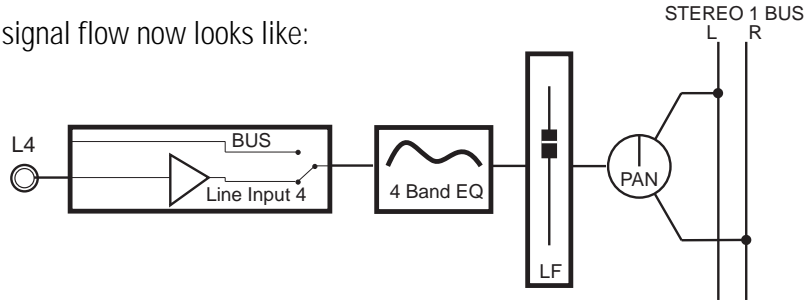 STEREO 1 BUS
L R
signal flow now looks like:
L4
BUS
Line Input 4
4 Band EQ
PAN
LF